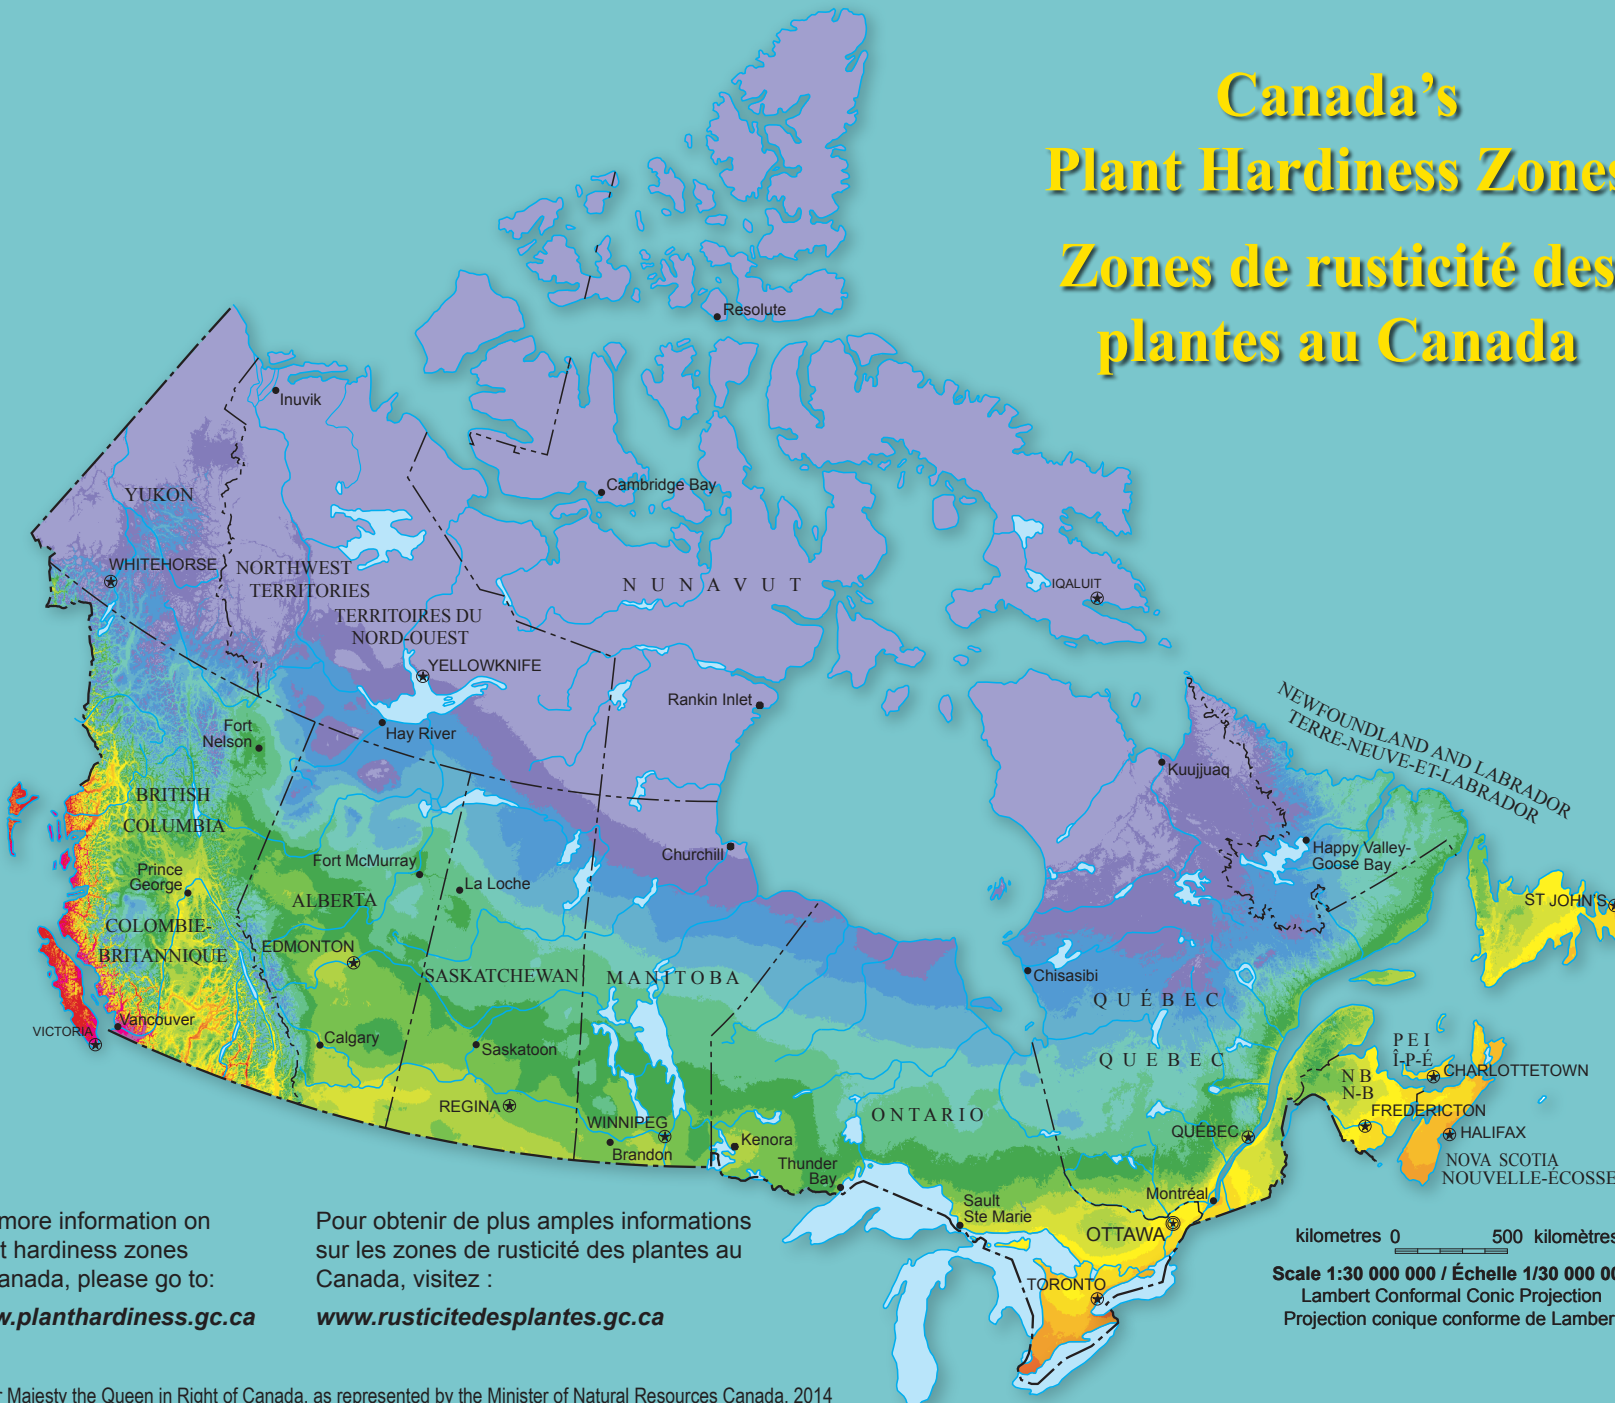 Canada's
Plant Hardiness Zones
Zones de rusticité des
plantes au Canada
Resolute
Inuvik
Cambridge Bay
YUKON
WHITEHORSE
NORTHWEST
TERRITORIES
TERRITOIRES DU
NORD-OUEST
NUNAVUT
IQALUIT
YELLOWKNIFE
Rankin Inlet
Hay River
Fort
Nelson
NEWFOUNDLAND AND LABRADOR
TERRE-NEUVE-ET-LABRADOR
Kuujjuaq
BRITISH
COLUMBIA
Prince
George
COLOMBIE-
BRITANNIQUE
Fort McMurray
La Loche
Churchill
Happy Valley-
Goose Bay
ALBERTA
EDMONTON
ST JOHN'S
SASKATCHEWAN
MANITOBA
Chisasibi
QUÉBEC
QUEBEC
VICTORIA
Vancouver
Calgary
Saskatoon
REGINA
WINNIPEG
Brandon
Kenora
Thunder
Bay
ONTARIO
PEI
Î-P-É
CHARLOTTETOWN
NB
N-B
FREDERICTON
HALIFAX
NOVA SCOTIA
NOUVELLE-ÉCOSSE
QUÉBEC
Montréal
Sault
Ste Marie
OTTAWA
TORONTO
more information on
t hardiness zones
anada, please go to:
w.planthardiness.gc.ca
Pour obtenir de plus amples informations
sur les zones de rusticité des plantes au
Canada, visitez :
www.rusticitedesplantes.gc.ca
kilometres 0 500 kilomètres
Scale 1:30 000 000 / Échelle 1/30 000 00
Lambert Conformal Conic Projection
Projection conique conforme de Lamber
r Majesty the Queen in Right of Canada, as represented by the Minister of Natural Resources Canada, 2014